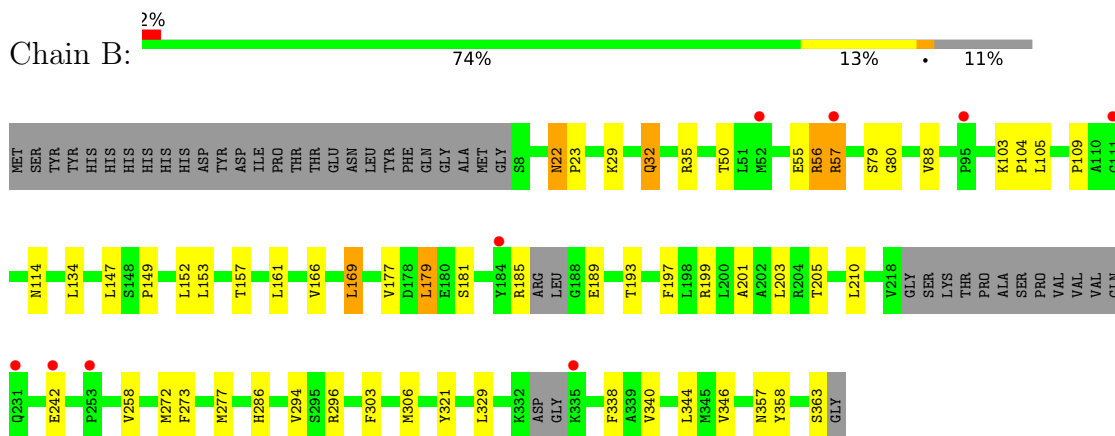 2%
Chain B:
74% 13% • 11%
MET SER TYR TYR HIS HIS HIS HIS HIS HIS ASP TYR ASP ILE PRO THR THR GLU ASN LEU TYR PHE GLN GLY ALA MET GLY S8 N22 P23 K29 Q32 R35 T50 L51 M52 E55 R56 R57 S79 G80 V88 P95 K103 P104 L105 P109 A110 G111
N114 L134 L147 S148 P149 L152 L153 T157 L161 V166 L169 V177 D178 L179 E180 S181 Y184 R185 ARG LEU G188 E189 T193 F197 L198 R199 L200 A201 A202 L203 R204 T205 L210 V218 GLY SER LYS THR PRO ALA SER PRO VAL VAL VAL GLN
Q231 E242 P253 V258 M272 F273 M277 H286 V294 S295 R296 F303 M306 Y321 L329 K332 ASP GLY K335 F338 A339 V340 L344 M345 V346 N357 Y358 S363 GLY